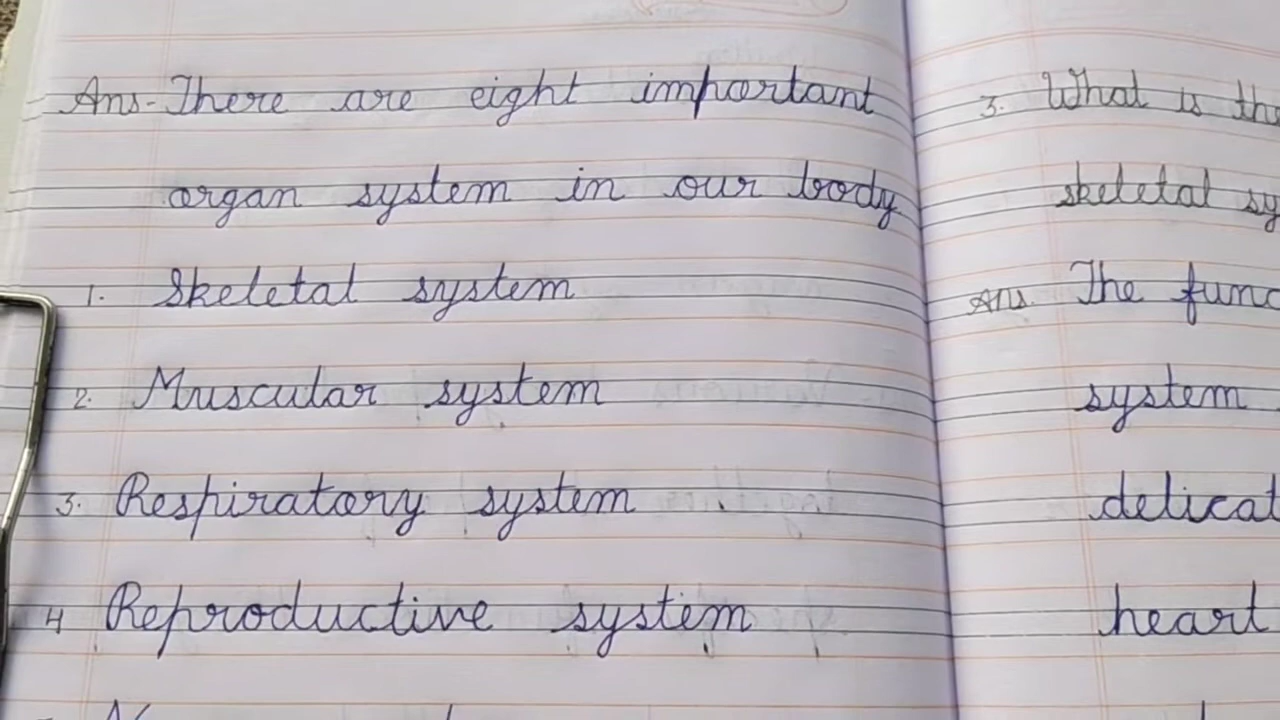 Ans- There are eight important
organ system in our body.
1. Skeletal system
2. Muscular system
3. Respiratory system
4 Reproductive system
3. What is the
skeletal sy
Ans. The func
system
delicat
heart